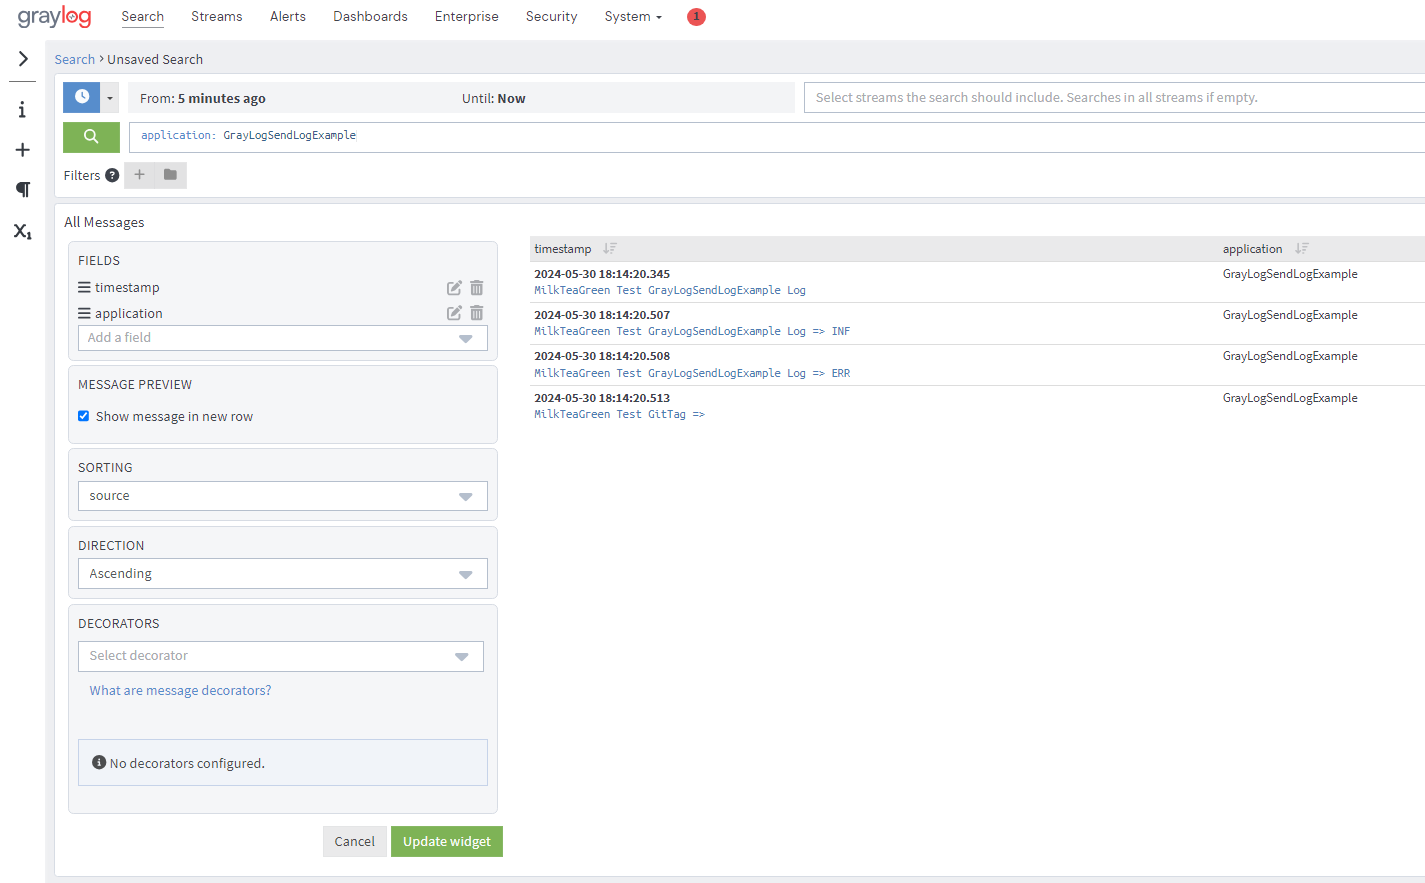 graylog Search Streams Alerts Dashboards Enterprise Security System 1
Search > Unsaved Search
From: 5 minutes ago Until: Now Select streams the search should include. Searches in all streams if empty.
application: GrayLogSendLogExample
Filters ? +
All Messages
FIELDS
timestamp
application
Add a field
MESSAGE PREVIEW
Show message in new row
SORTING
source
DIRECTION
Ascending
DECORATORS
Select decorator
What are message decorators?
No decorators configured.
Cancel Update widget
timestamp application
2024-05-30 18:14:20.345 GrayLogSendLogExample
MilkTeaGreen Test GrayLogSendLogExample Log
2024-05-30 18:14:20.507 GrayLogSendLogExample
MilkTeaGreen Test GrayLogSendLogExample Log => INF
2024-05-30 18:14:20.508 GrayLogSendLogExample
MilkTeaGreen Test GrayLogSendLogExample Log => ERR
2024-05-30 18:14:20.513 GrayLogSendLogExample
MilkTeaGreen Test GitTag =>